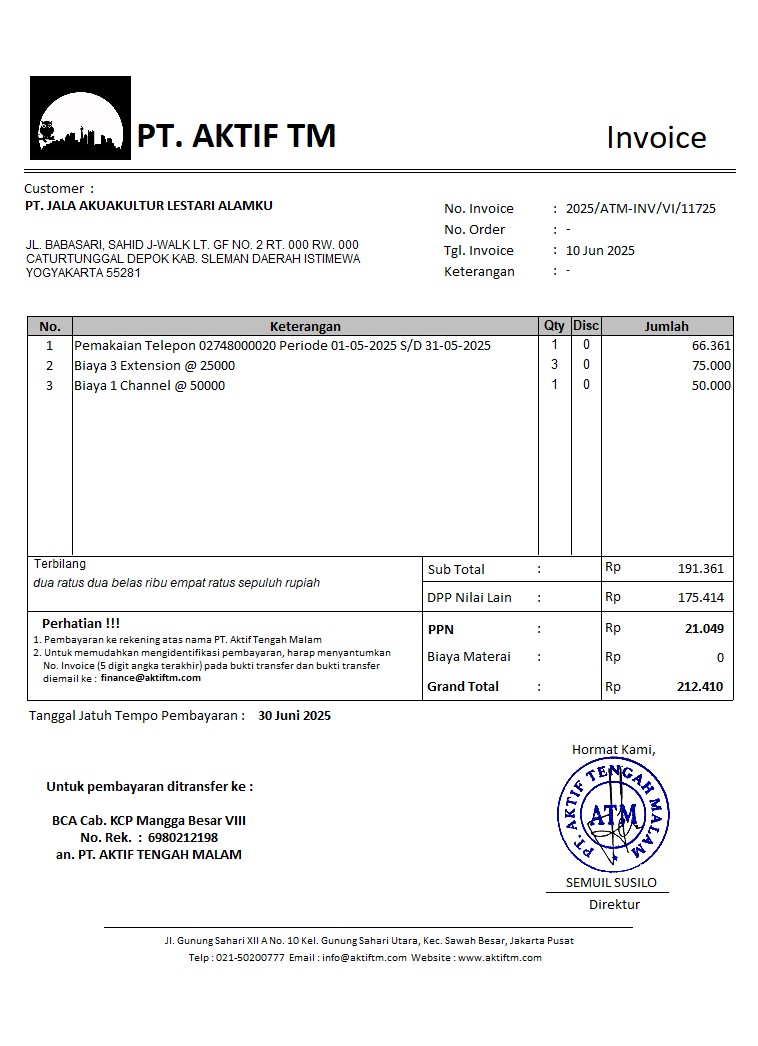 PT. AKTIF TM
Invoice
Customer :
PT. JALA AKUAKULTUR LESTARI ALAMKU
JL. BABASARI, SAHID J-WALK LT. GF NO. 2 RT. 000 RW. 000
CATURTUNGGAL DEPOK KAB. SLEMAN DAERAH ISTIMEWA
YOGYAKARTA 55281
No. Invoice : 2025/ATM-INV/VI/11725
No. Order : -
Tgl. Invoice : 10 Jun 2025
Keterangan : -
No. Keterangan Qty Disc Jumlah
1 Pemakaian Telepon 02748000020 Periode 01-05-2025 S/D 31-05-2025 1 0 66.361
2 Biaya 3 Extension @ 25000 3 0 75.000
3 Biaya 1 Channel @ 50000 1 0 50.000
Terbilang
dua ratus dua belas ribu empat ratus sepuluh rupiah
Sub Total : Rp 191.361
DPP Nilai Lain : Rp 175.414
PPN : Rp 21.049
Biaya Materai : Rp 0
Grand Total : Rp 212.410
Perhatian !!!
1. Pembayaran ke rekening atas nama PT. Aktif Tengah Malam
2. Untuk memudahkan mengidentifikasi pembayaran, harap menyantumkan
No. Invoice (5 digit angka terakhir) pada bukti transfer dan bukti transfer
diemail ke : finance@aktiftm.com
Tanggal Jatuh Tempo Pembayaran : 30 Juni 2025
Hormat Kami,
PT. AKTIF TENGAH MALAM
ATM
SEMUIL SUSILO
Direktur
Untuk pembayaran ditransfer ke :
BCA Cab. KCP Mangga Besar VIII
No. Rek. : 6980212198
an. PT. AKTIF TENGAH MALAM
Jl. Gunung Sahari XII A No. 10 Kel. Gunung Sahari Utara, Kec. Sawah Besar, Jakarta Pusat
Telp : 021-50200777 Email : info@aktiftm.com Website : www.aktiftm.com